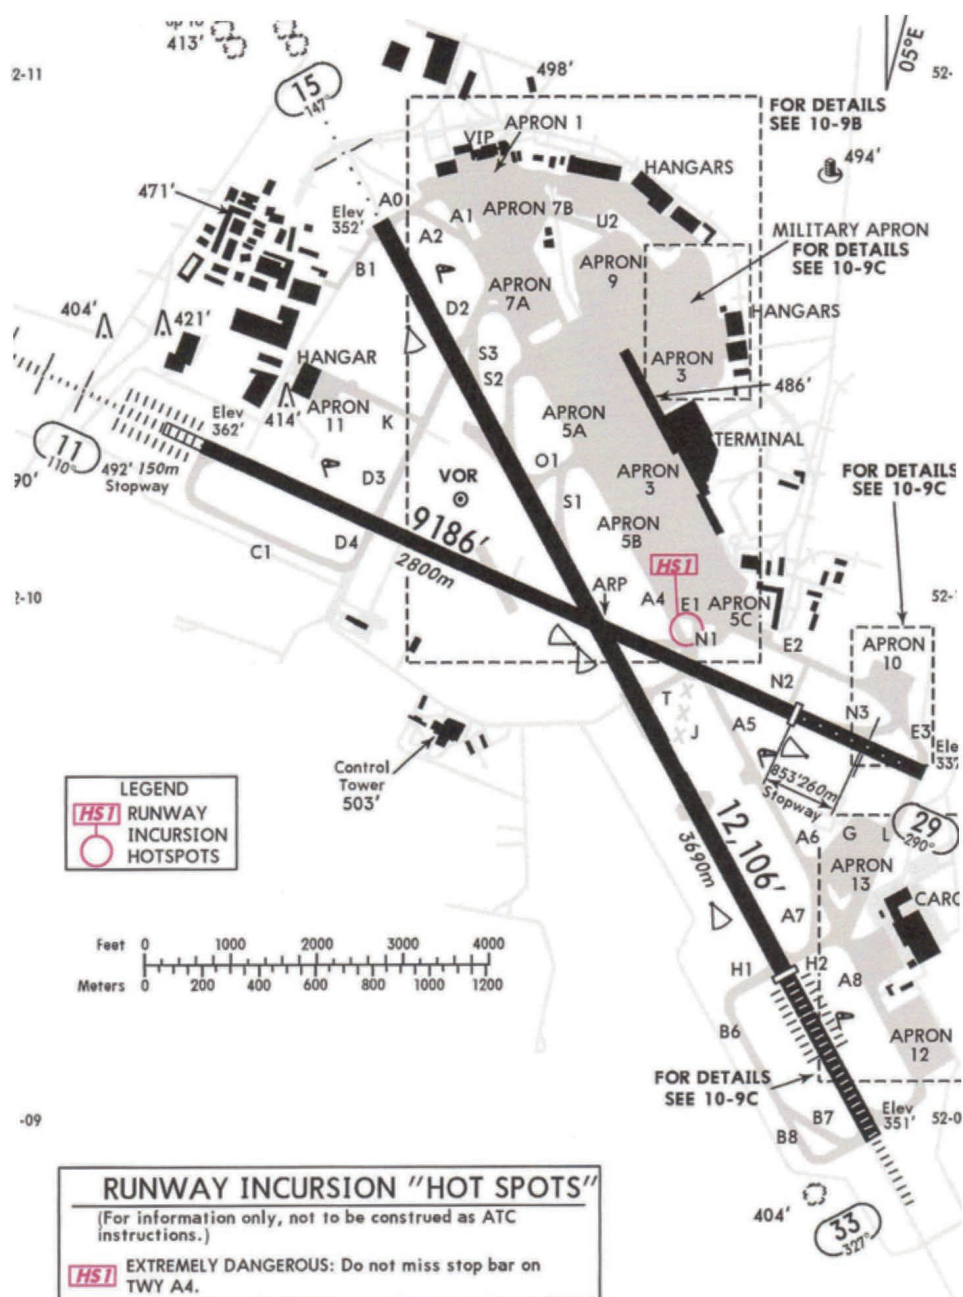 413'
2-11
15
147°
498'
05°E
52-
FOR DETAILS
SEE 10-9B
APRON 1
VIP
494'
HANGARS
471'
Elev
352'
A0
A1
A2
APRON 7B
U2
MILITARY APRON
FOR DETAILS
SEE 10-9C
B1
APRON
9
APRON
7A
D2
HANGARS
404'
421'
HANGAR
S3
S2
APRON
3
486'
414'
APRON
11
K
Elev
362'
APRON
5A
TERMINAL
11
110°
90'
492' 150m
Stopway
D3
VOR
O1
APRON
3
FOR DETAILS
SEE 10-9C
9186'
2800m
S1
APRON
5B
C1
D4
HS1
2-10
ARP
A4
E1
APRON
5C
N1
E2
APRON
10
N2
N3
E3
T
A5
J
Control
Tower
503'
853' 260m
Stopway
LEGEND
HS1 RUNWAY
INCURSION
HOTSPOTS
12,106'
3690m
A6
G
L
29
290°
APRON
13
A7
Feet 0 1000 2000 3000 4000
Meters 0 200 400 600 800 1000 1200
H1
H2
A8
B6
APRON
12
FOR DETAILS
SEE 10-9C
-09
B7
B8
Elev
351'
52-0
404'
33
327°
RUNWAY INCURSION "HOT SPOTS"
(For information only, not to be construed as ATC
instructions.)
HS1 EXTREMELY DANGEROUS: Do not miss stop bar on
TWY A4.